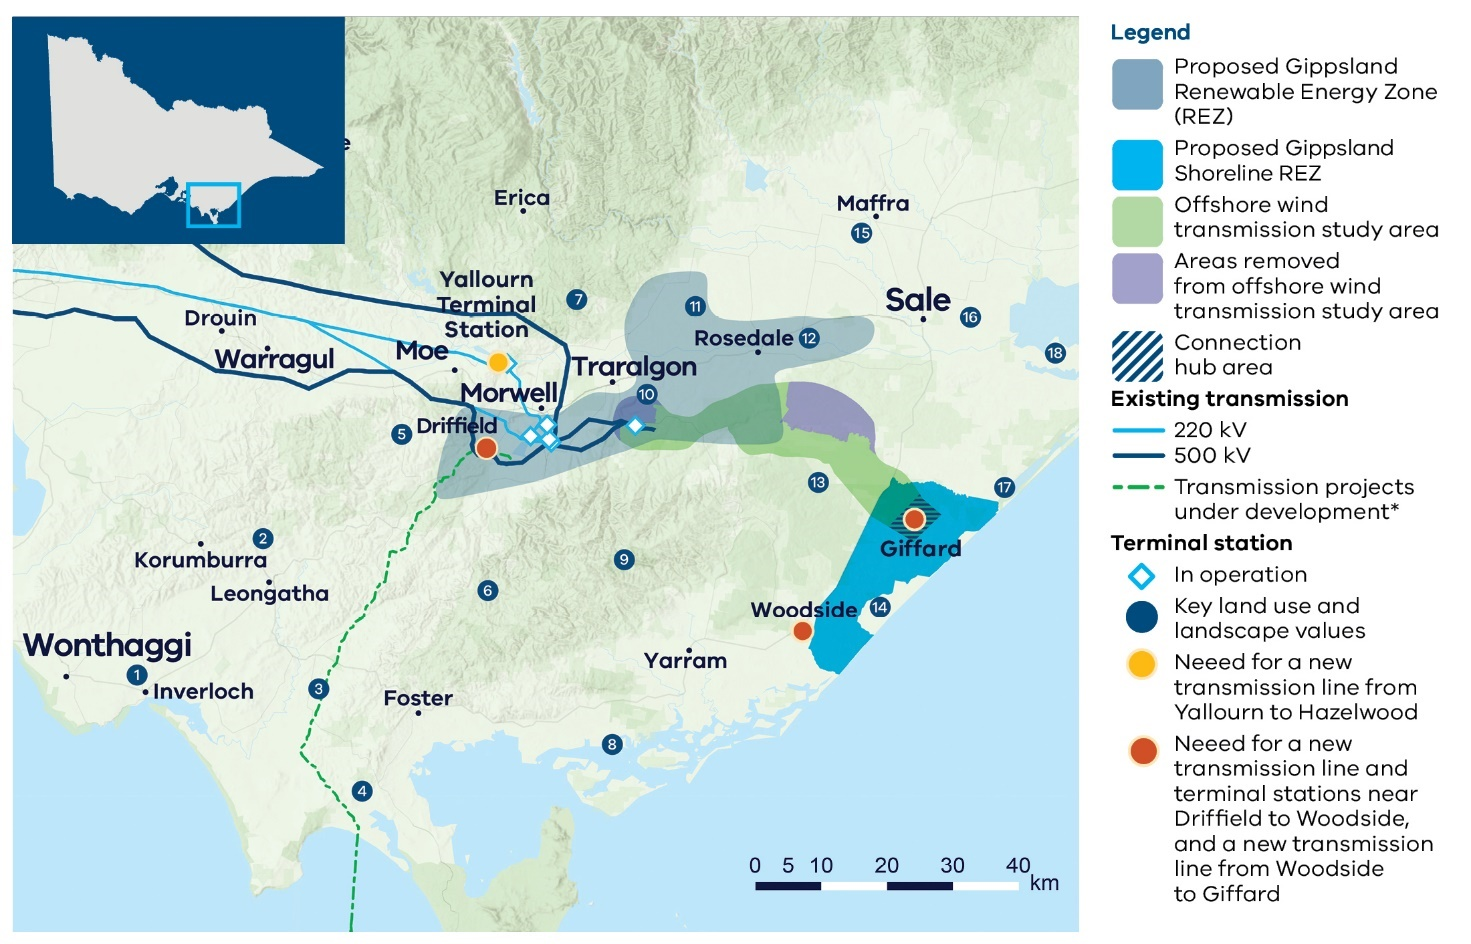 e
Erica
Maffra
15
Yallourn
Terminal
Station
7
11
Sale
16
Drouin
Rosedale
12
18
Warragul
Moe
Traralgon
Morwell
10
5
Driffield
13
17
2
Giffard
Korumburra
9
Leongatha
6
Woodside
14
Wonthaggi
Yarram
1
Inverloch
3
Foster
8
4
0 5 10 20 30 40
km
Legend
Proposed Gippsland
Renewable Energy Zone
(REZ)
Proposed Gippsland
Shoreline REZ
Offshore wind
transmission study area
Areas removed
from offshore wind
transmission study area
Connection
hub area
Existing transmission
220 kV
500 kV
Transmission projects
under development*
Terminal station
In operation
Key land use and
landscape values
Neeed for a new
transmission line from
Yallourn to Hazelwood
Neeed for a new
transmission line and
terminal stations near
Driffield to Woodside,
and a new transmission
line from Woodside
to Giffard